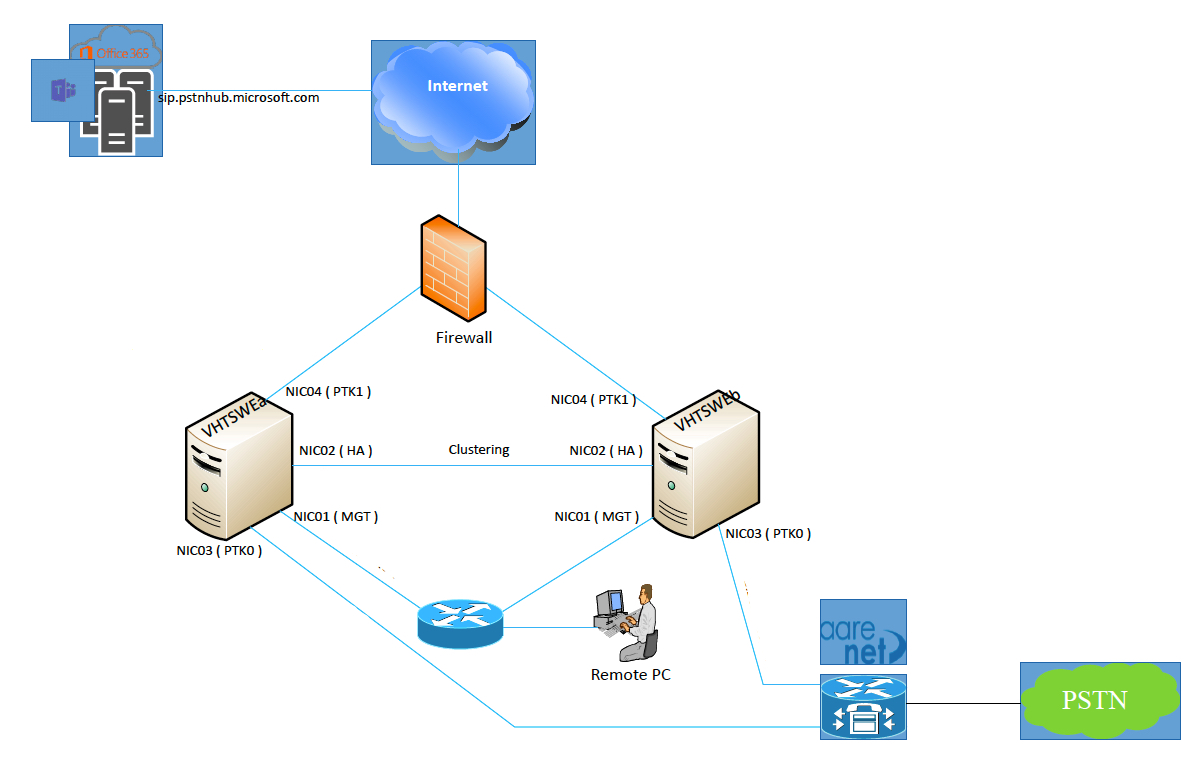 Office 365
T
sip.pstnhub.microsoft.com
Internet
Firewall
NIC04 ( PTK1 )
NIC04 ( PTK1 )
VHTSWEa
VHTSWEb
NIC02 ( HA )
Clustering
NIC02 ( HA )
NIC01 ( MGT )
NIC01 ( MGT )
NIC03 ( PTK0 )
NIC03 ( PTK0 )
Remote PC
aare
net
PSTN